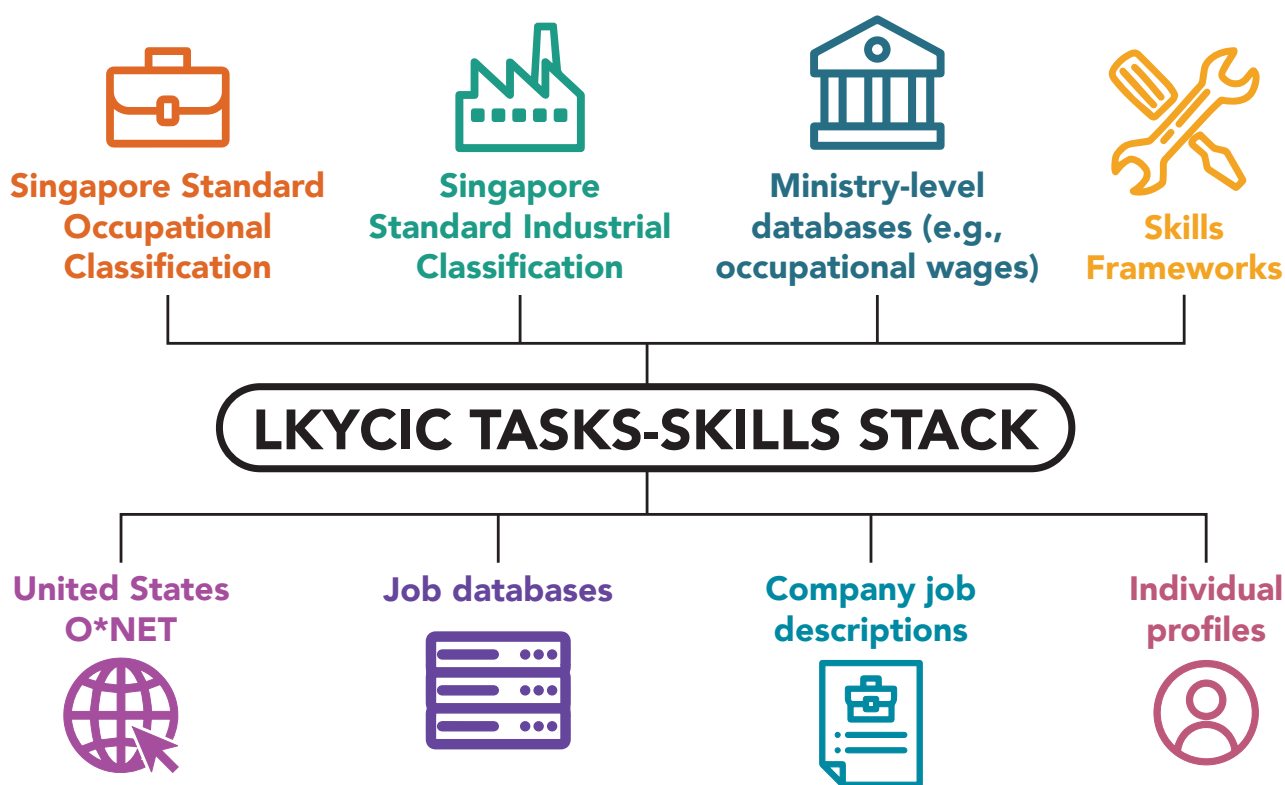 Singapore Standard
Occupational
Classification
Singapore
Standard Industrial
Classification
Ministry-level
databases (e.g.,
occupational wages)
Skills
Frameworks
LKYCIC TASKS-SKILLS STACK
United States
O*NET
Job databases
Company job
descriptions
Individual
profiles